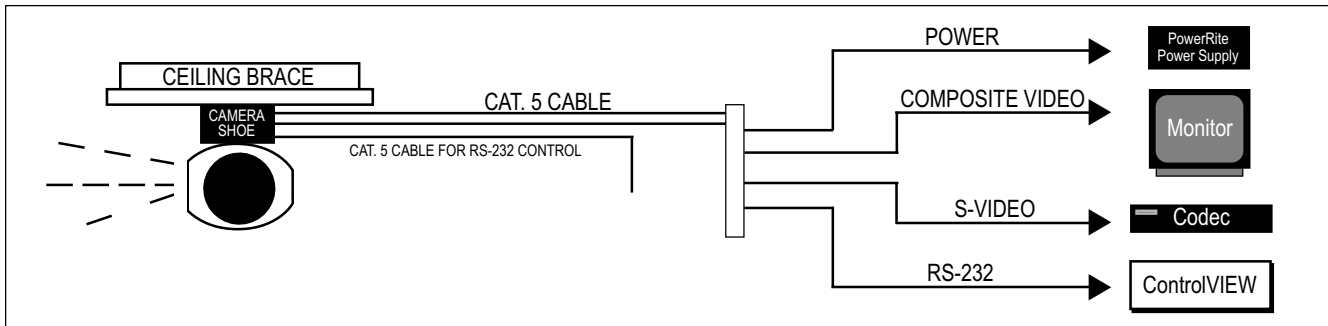 CEILING BRACE
CAMERA
SHOE
CAT. 5 CABLE
CAT. 5 CABLE FOR RS-232 CONTROL
POWER
PowerRite
Power Supply
COMPOSITE VIDEO
Monitor
S-VIDEO
Codec
RS-232
ControlVIEW